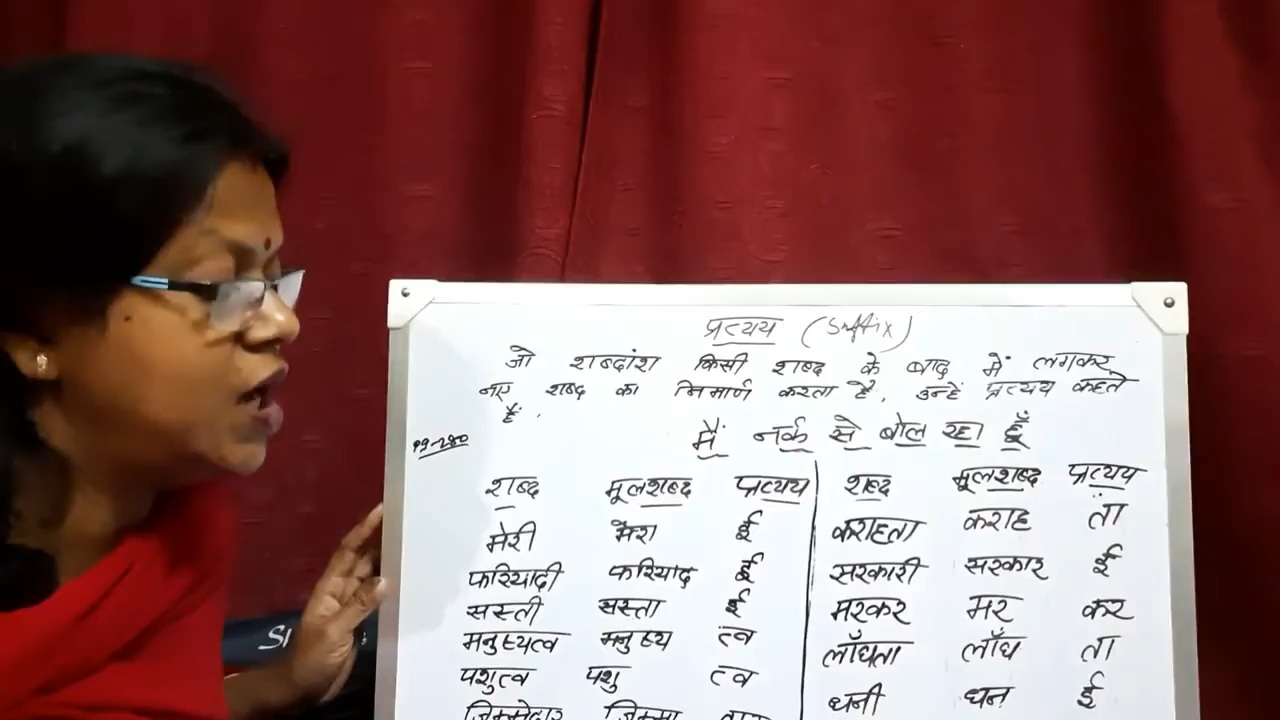 प्रत्यय (Suffix)
जो शब्दांश किसी शब्द के बाद में लगकर
नए शब्द का निमार्ण करता है, उन्हें प्रत्यय कहते
हैं.
मैं नर्क से बोल रहा हूँ
शब्द मूलशब्द प्रत्यय
मेरी मेरा ई
फरियादी फरियाद ई
सस्ती सस्ता ई
मनुष्यत्व मनुष्य त्व
पशुत्व पशु त्व
जिम्मेदार जिम्मा
शब्द मूलशब्द प्रत्यय
कराहता कराह ता
सरकारी सरकार ई
मरकर मर कर
लाँघता लाँघ ता
धनी धन ई